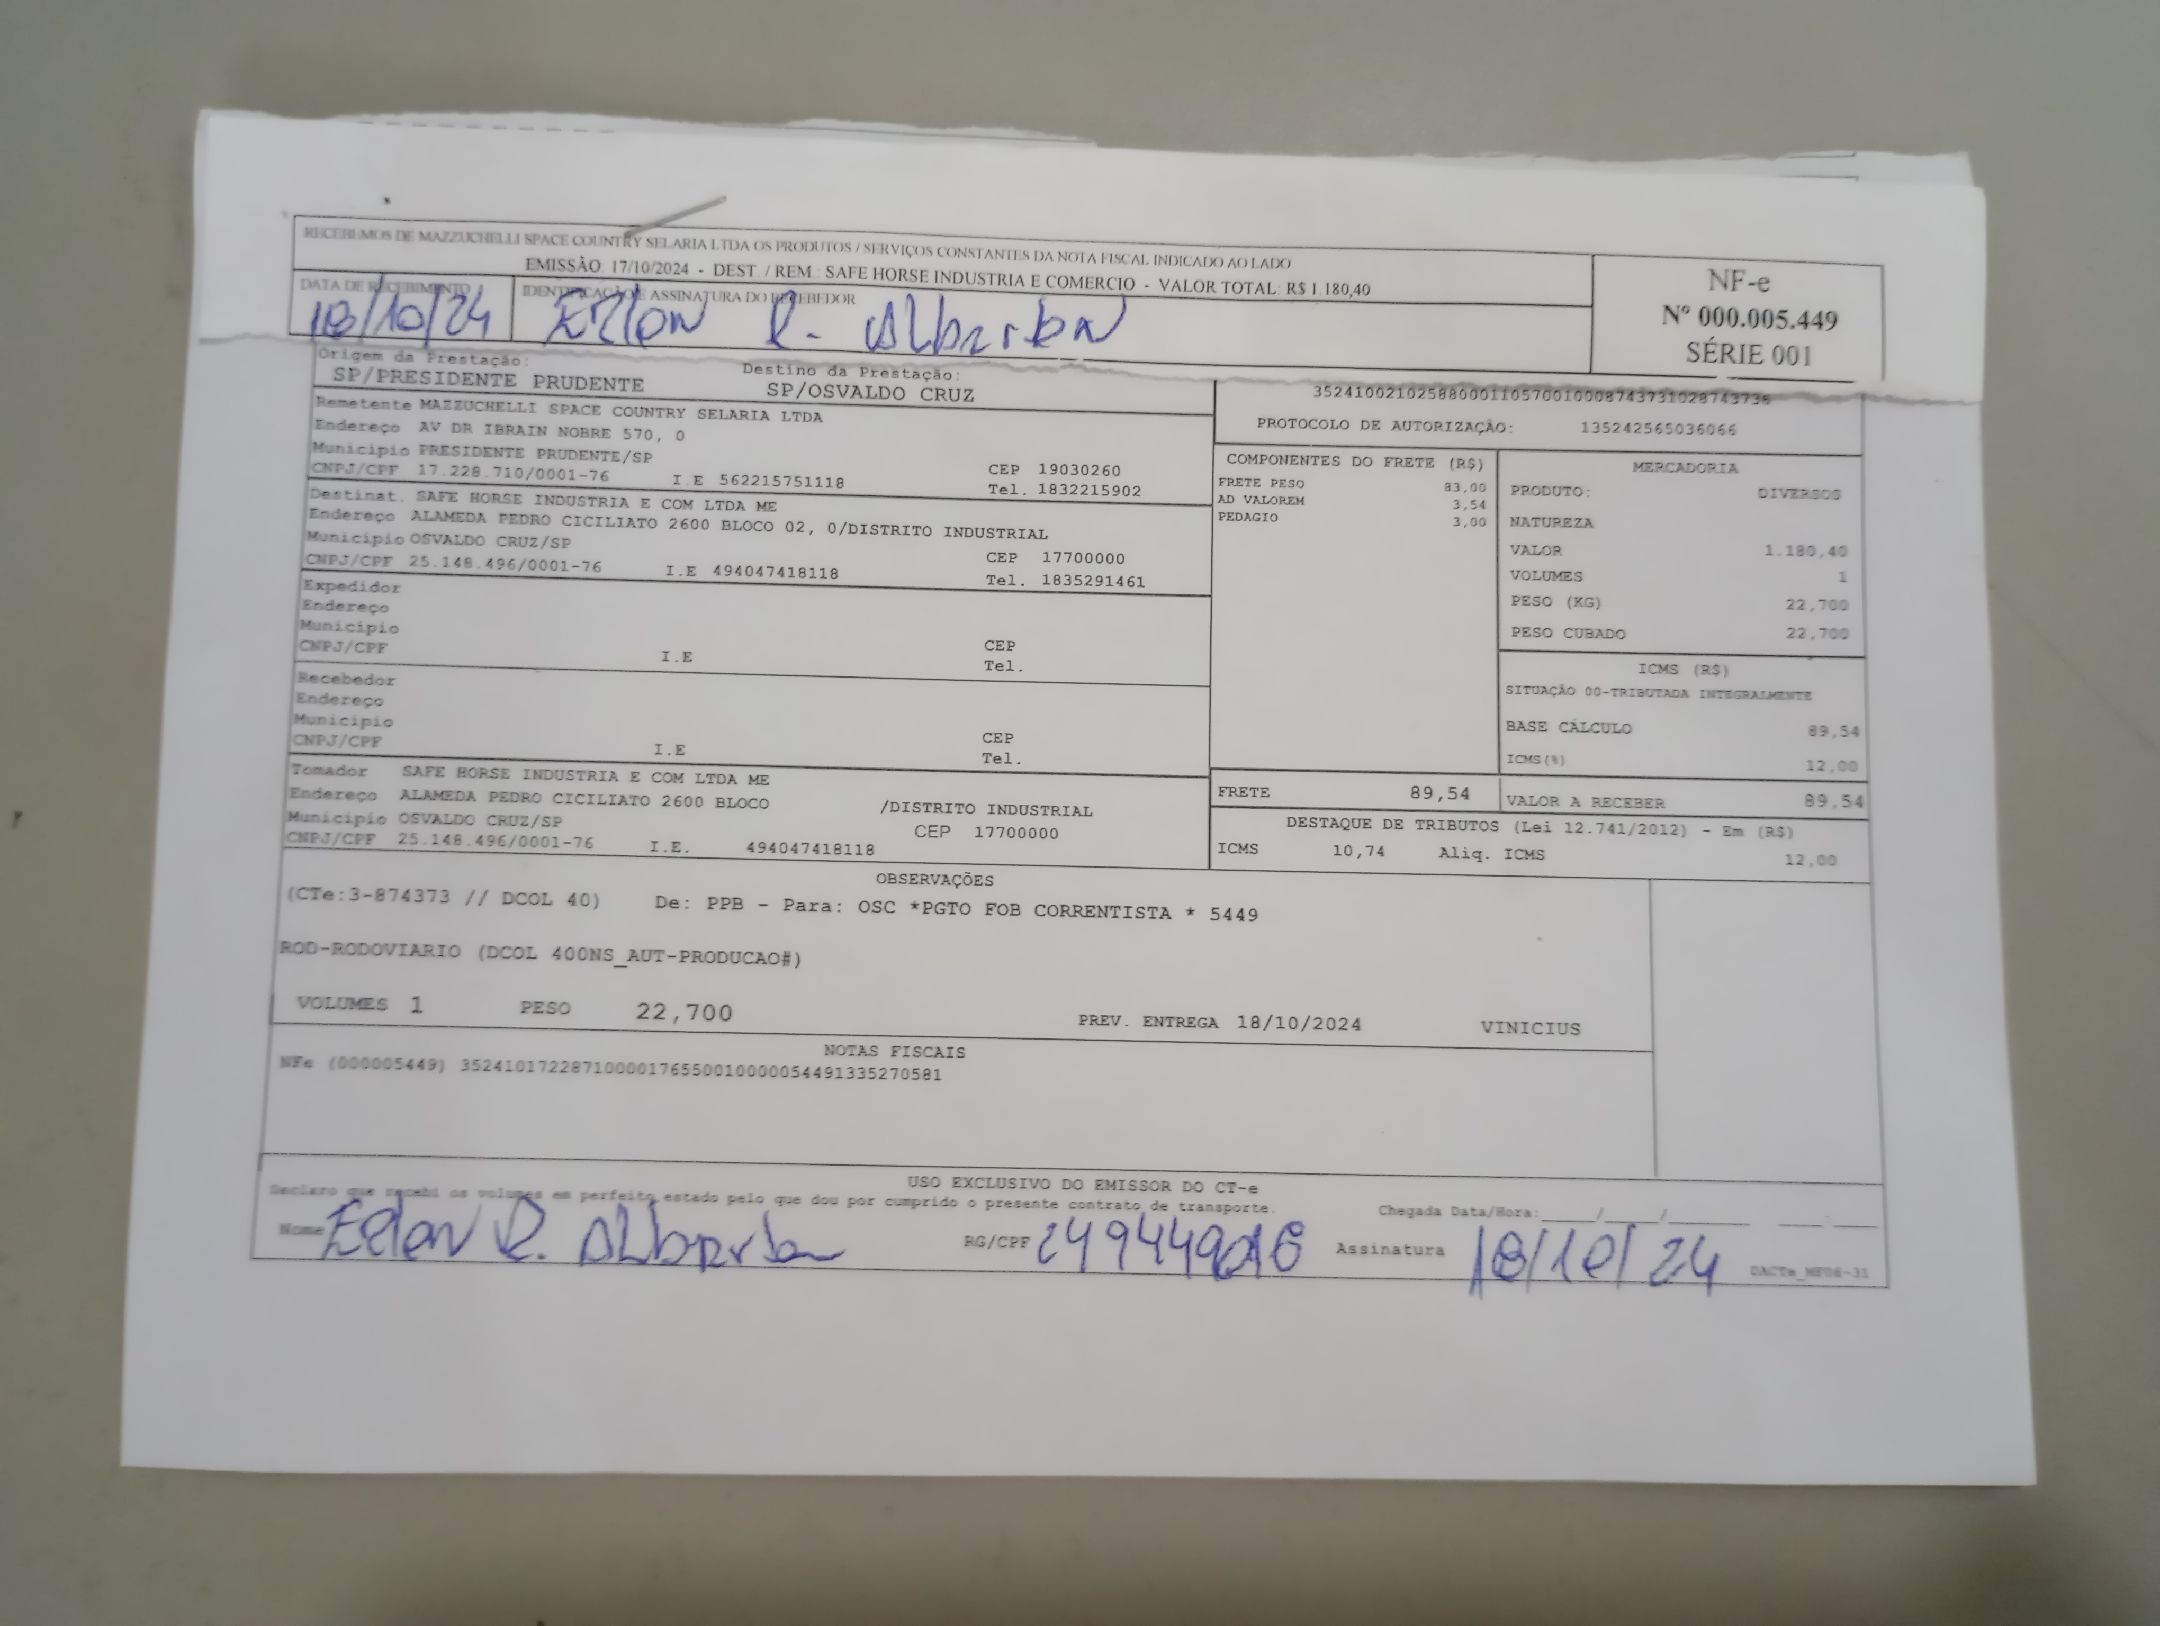 RECEBEMOS DE MAZZUCHELLI SPACE COUNTRY SELARIA LTDA OS PRODUTOS / SERVIÇOS CONSTANTES DA NOTA FISCAL INDICADO AO LADO
EMISSÃO: 17/10/2024 - DEST. / REM.: SAFE HORSE INDUSTRIA E COMERCIO - VALOR TOTAL: R$ 1.180,40
NF-e
Nº 000.005.449
SÉRIE 001
DATA DE RECEBIMENTO
18/10/24
IDENTIFICAÇÃO E ASSINATURA DO RECEBEDOR
R.
Origem da Prestação:
SP/PRESIDENTE PRUDENTE
Destino da Prestação:
SP/OSVALDO CRUZ
Remetente MAZZUCHELLI SPACE COUNTRY SELARIA LTDA
Endereço AV DR IBRAIN NOBRE 570, 0
Município PRESIDENTE PRUDENTE/SP
CEP 19030260
CNPJ/CPF 17.228.710/0001-76 I.E 562215751118 Tel. 1832215902
Destinat. SAFE HORSE INDUSTRIA E COM LTDA ME
Endereço ALAMEDA PEDRO CICILIATO 2600 BLOCO 02, 0/DISTRITO INDUSTRIAL
Município OSVALDO CRUZ/SP CEP 17700000
CNPJ/CPF 25.148.496/0001-76 I.E 494047418118 Tel. 1835291461
Expedidor
Endereço
Município CEP
CNPJ/CPF I.E Tel.
Recebedor
Endereço
Município CEP
CNPJ/CPF I.E Tel.
Tomador SAFE HORSE INDUSTRIA E COM LTDA ME
Endereço ALAMEDA PEDRO CICILIATO 2600 BLOCO /DISTRITO INDUSTRIAL
Município OSVALDO CRUZ/SP CEP 17700000
CNPJ/CPF 25.148.496/0001-76 I.E. 494047418118
PROTOCOLO DE AUTORIZAÇÃO: 135242565036066
COMPONENTES DO FRETE (R$)
FRETE PESO 83,00
AD VALOREM 3,54
PEDAGIO 3,00
MERCADORIA
PRODUTO: DIVERSOS
NATUREZA
VALOR 1.180,40
VOLUMES 1
PESO (KG) 22,700
PESO CUBADO 22,700
ICMS (R$)
SITUAÇÃO 00-TRIBUTADA INTEGRALMENTE
BASE CÁLCULO 89,54
ICMS(%) 12,00
FRETE 89,54
VALOR A RECEBER 89,54
DESTAQUE DE TRIBUTOS (Lei 12.741/2012) - Em (R$)
ICMS 10,74 Aliq. ICMS 12,00
OBSERVAÇÕES
(CTe:3-874373 // DCOL 40) De: PPB - Para: OSC *PGTO FOB CORRENTISTA * 5449
ROD-RODOVIARIO (DCOL 400NS_AUT-PRODUCAO#)
VOLUMES 1 PESO 22,700 PREV. ENTREGA 18/10/2024 VINICIUS
NOTAS FISCAIS
NFe (000005449) 35241017228710000176550010000054491335270581
USO EXCLUSIVO DO EMISSOR DO CT-e
Declaro que recebi os volumes em perfeito estado pelo que dou por cumprido o presente contrato de transporte.
Chegada Data/Hora:____/____/______ ___:___
Nome R.
RG/CPF
Assinatura 18/10/24
DACTe_MF06-31